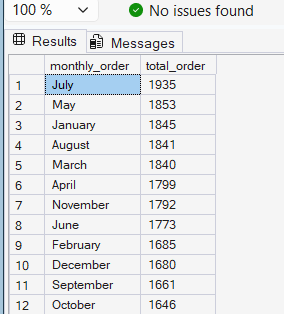 100 % No issues found
Results Messages
monthly_order total_order
1 July 1935
2 May 1853
3 January 1845
4 August 1841
5 March 1840
6 April 1799
7 November 1792
8 June 1773
9 February 1685
10 December 1680
11 September 1661
12 October 1646